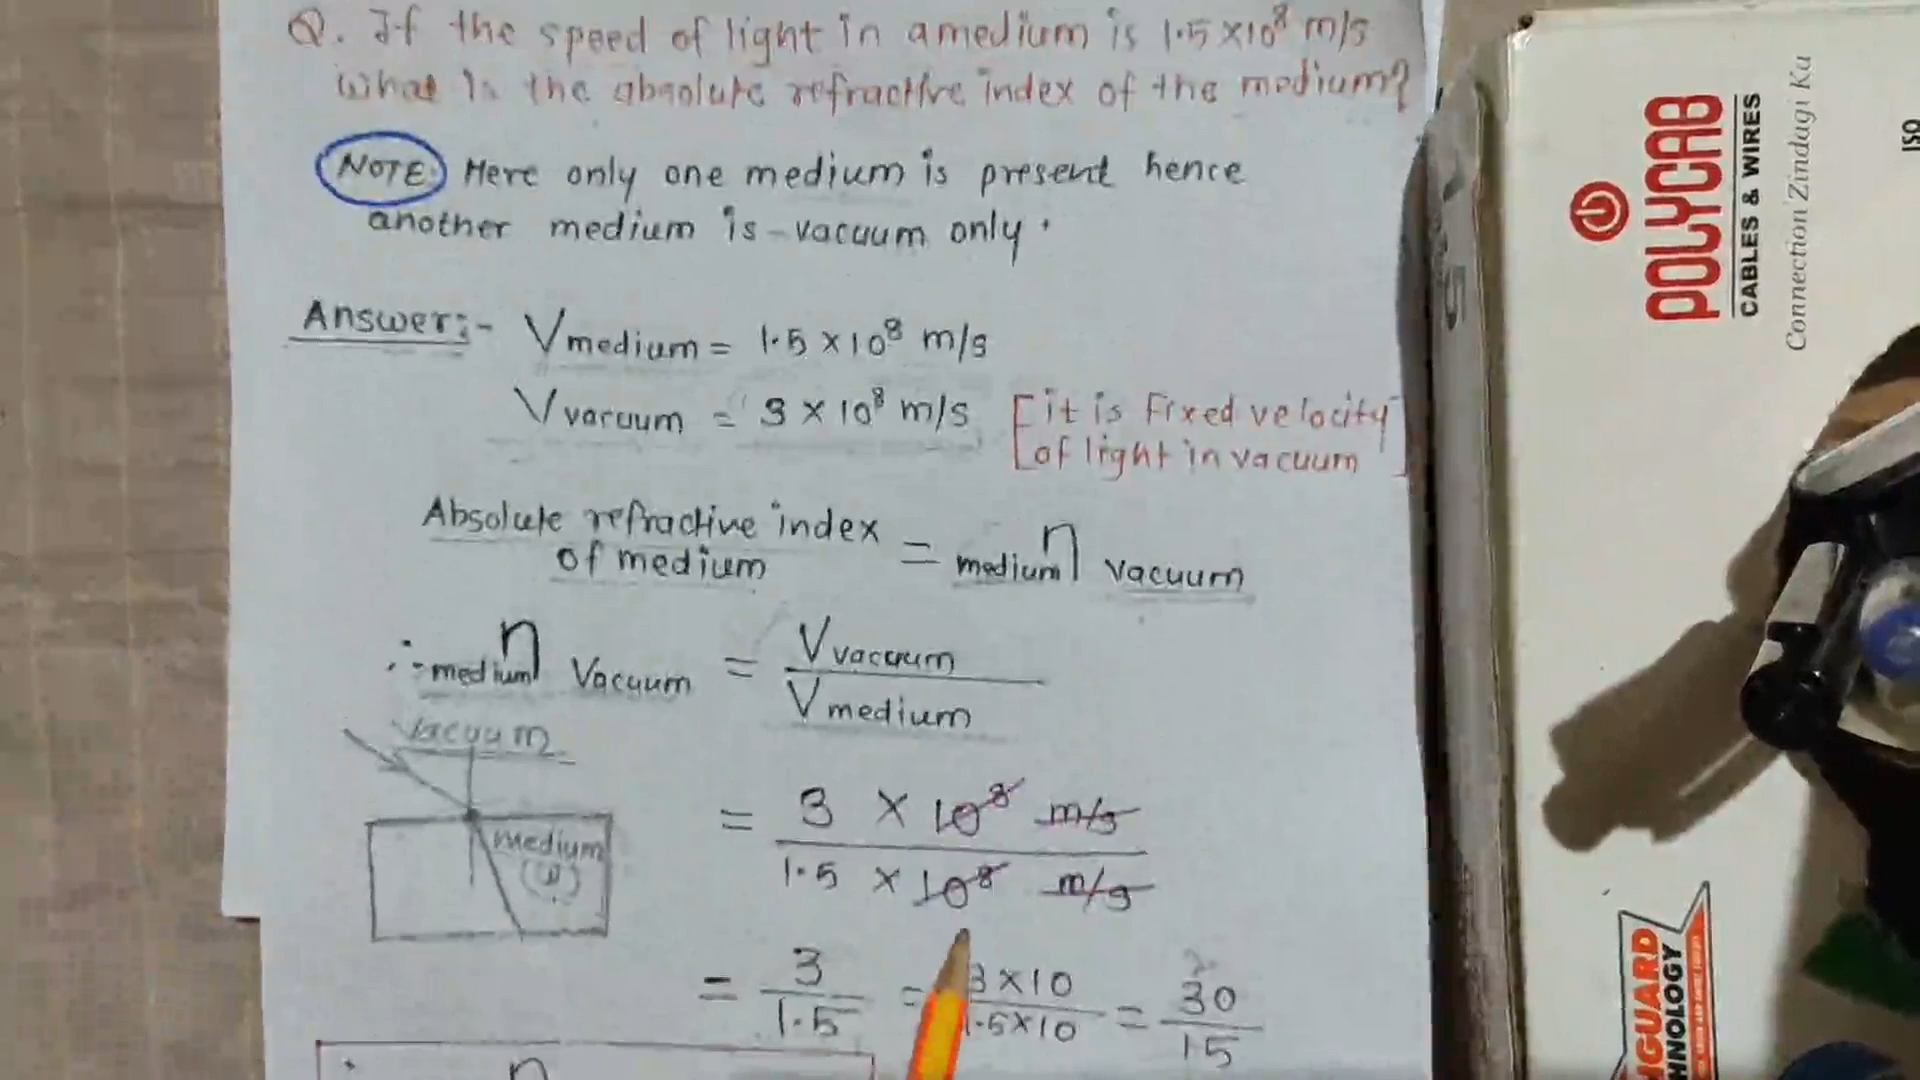 Q. If the speed of light in a medium is 1.5 × 10⁸ m/s
What is the absolute refractive index of the medium?
NOTE: Here only one medium is present hence
another medium is vacuum only.
Answer:- Vmedium = 1.5 × 10⁸ m/s
Vvacuum = 3 × 10⁸ m/s [it is Fixed velocity
of light in vacuum]
Absolute refractive index
of medium = medium n vacuum
∴ medium n Vacuum = Vvacuum / Vmedium
Vacuum
medium
= 3 × 10⁸ m/s / 1.5 × 10⁸ m/s
= 3 / 1.5 = 3×10 / 1.5×10 = 30 / 15
n
POLYCAB
CABLES & WIRES
Connection Zindagi Ku
ISO